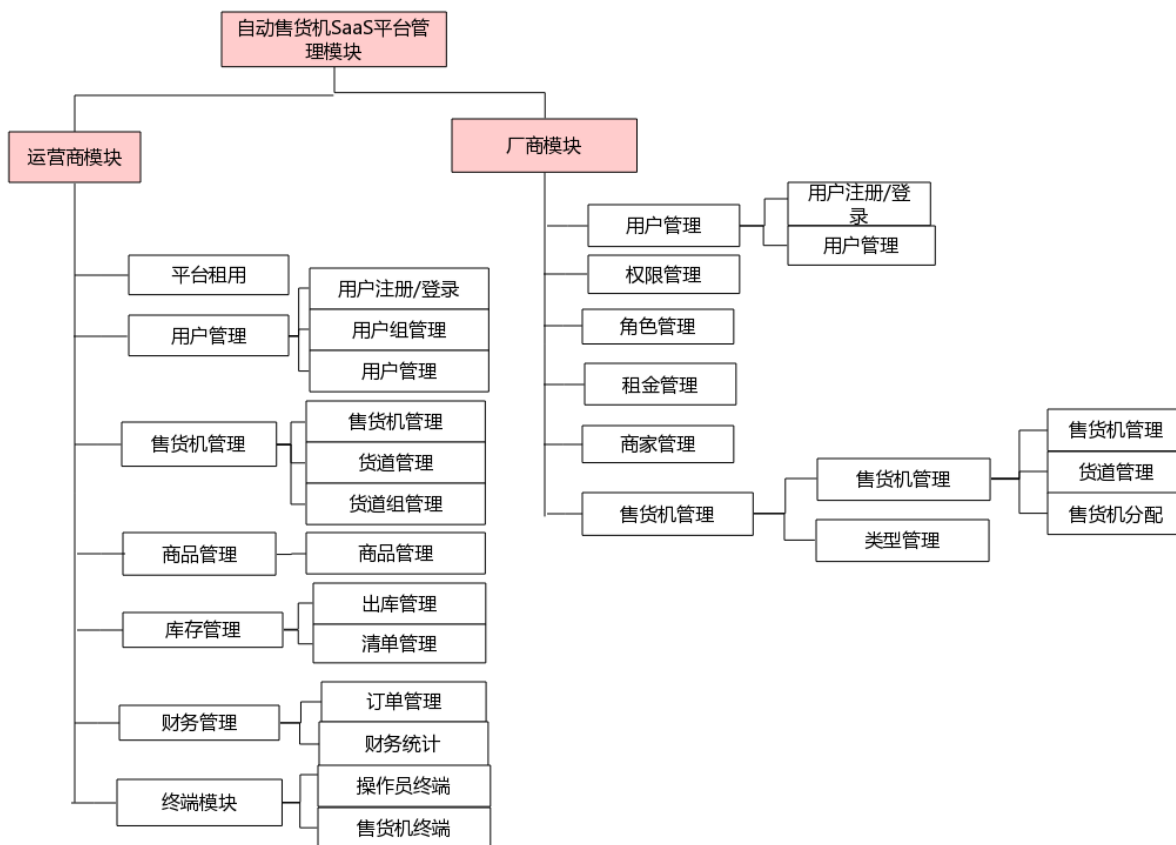 自动售货机SaaS平台管
理模块
运营商模块
厂商模块
平台租用
用户管理
用户注册/登录
用户组管理
用户管理
售货机管理
售货机管理
货道管理
货道组管理
商品管理
商品管理
库存管理
出库管理
清单管理
财务管理
订单管理
财务统计
终端模块
操作员终端
售货机终端
用户管理
用户注册/登
录
用户管理
权限管理
角色管理
租金管理
商家管理
售货机管理
售货机管理
售货机管理
货道管理
售货机分配
类型管理